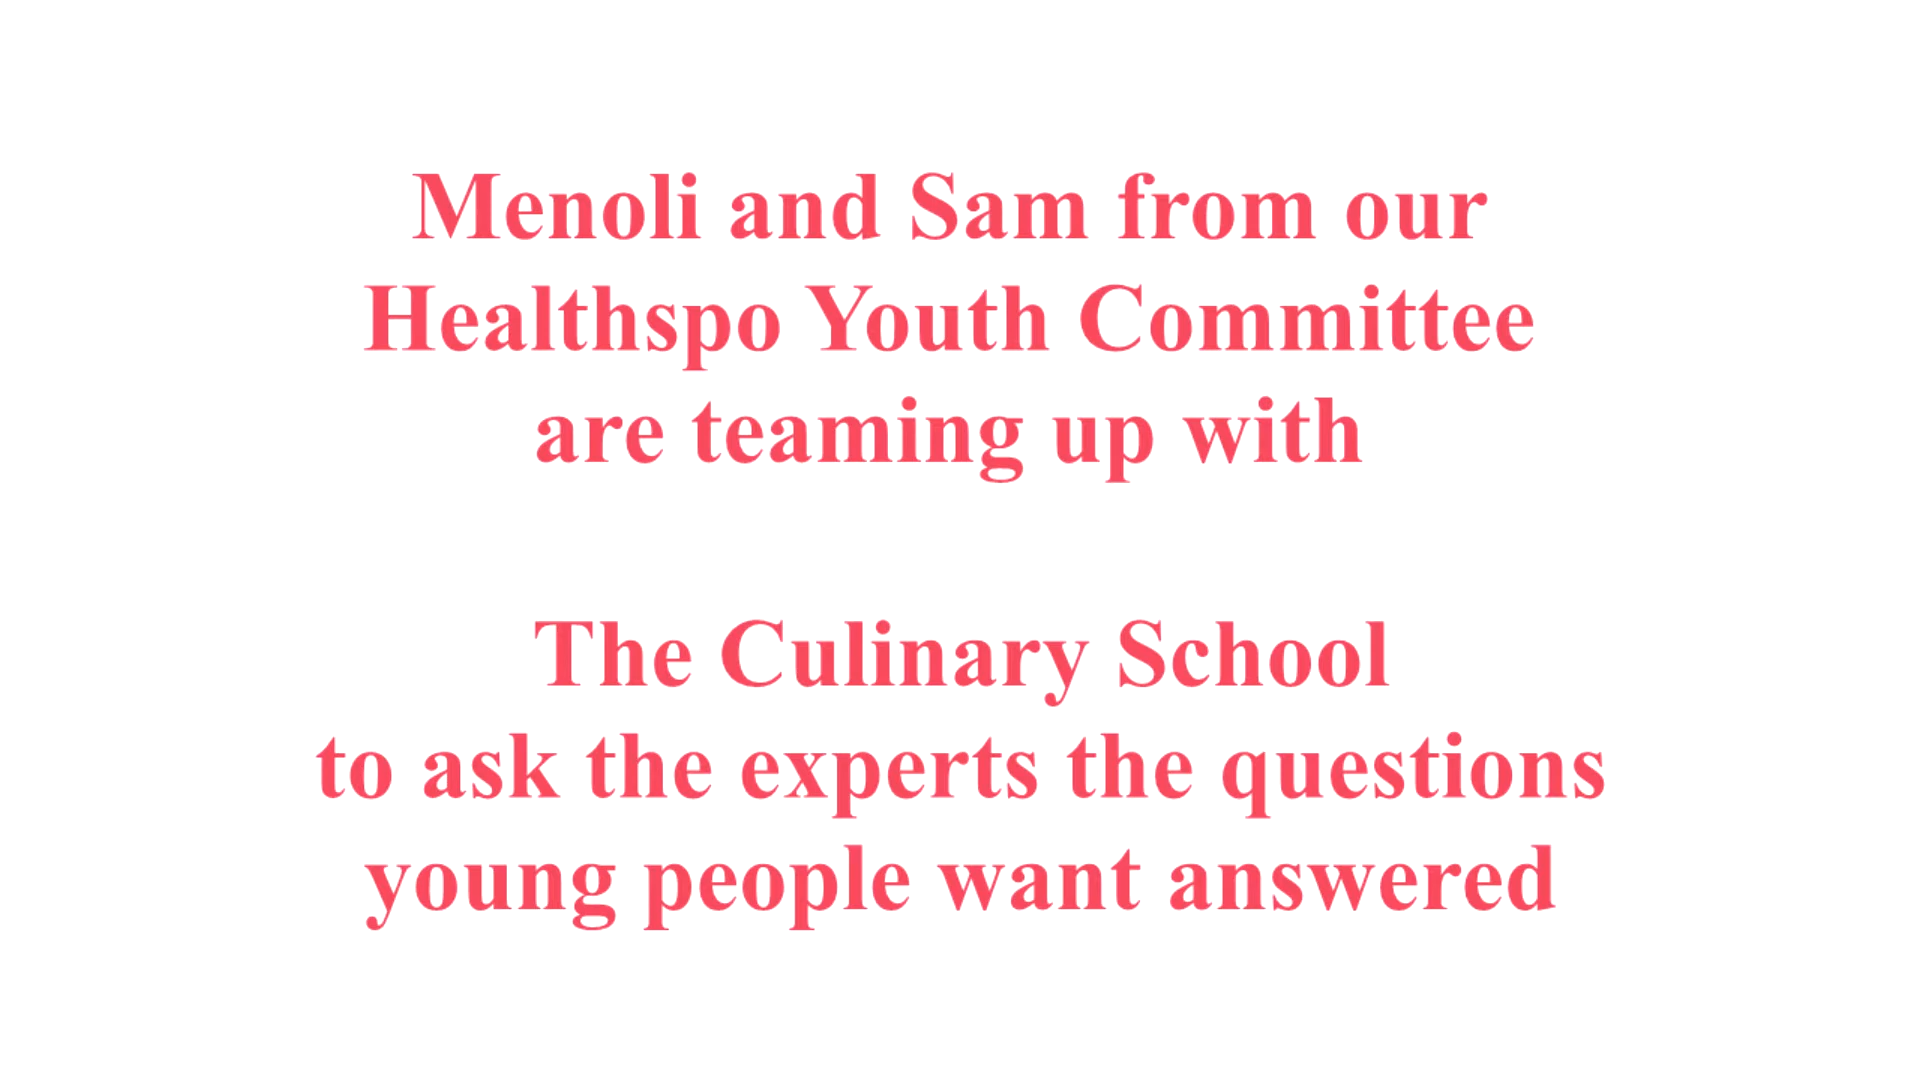 Menoli and Sam from our
Healthspo Youth Committee
are teaming up with
The Culinary School
to ask the experts the questions
young people want answered